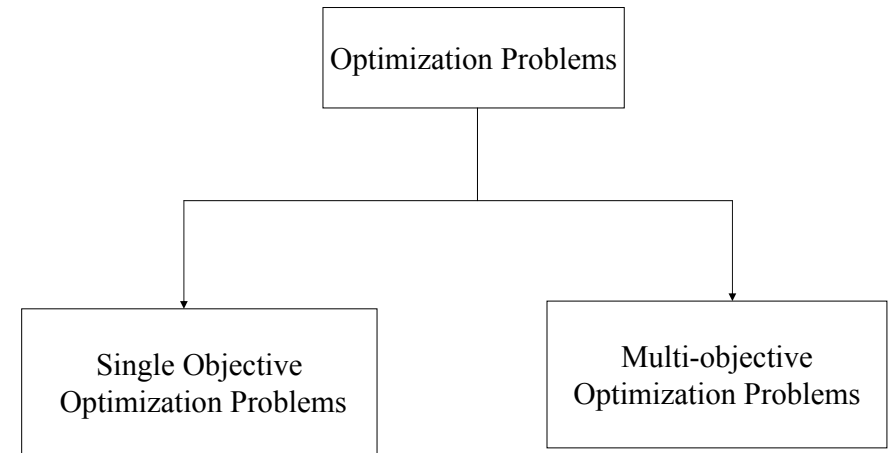 Optimization Problems
Single Objective
Optimization Problems
Multi-objective
Optimization Problems